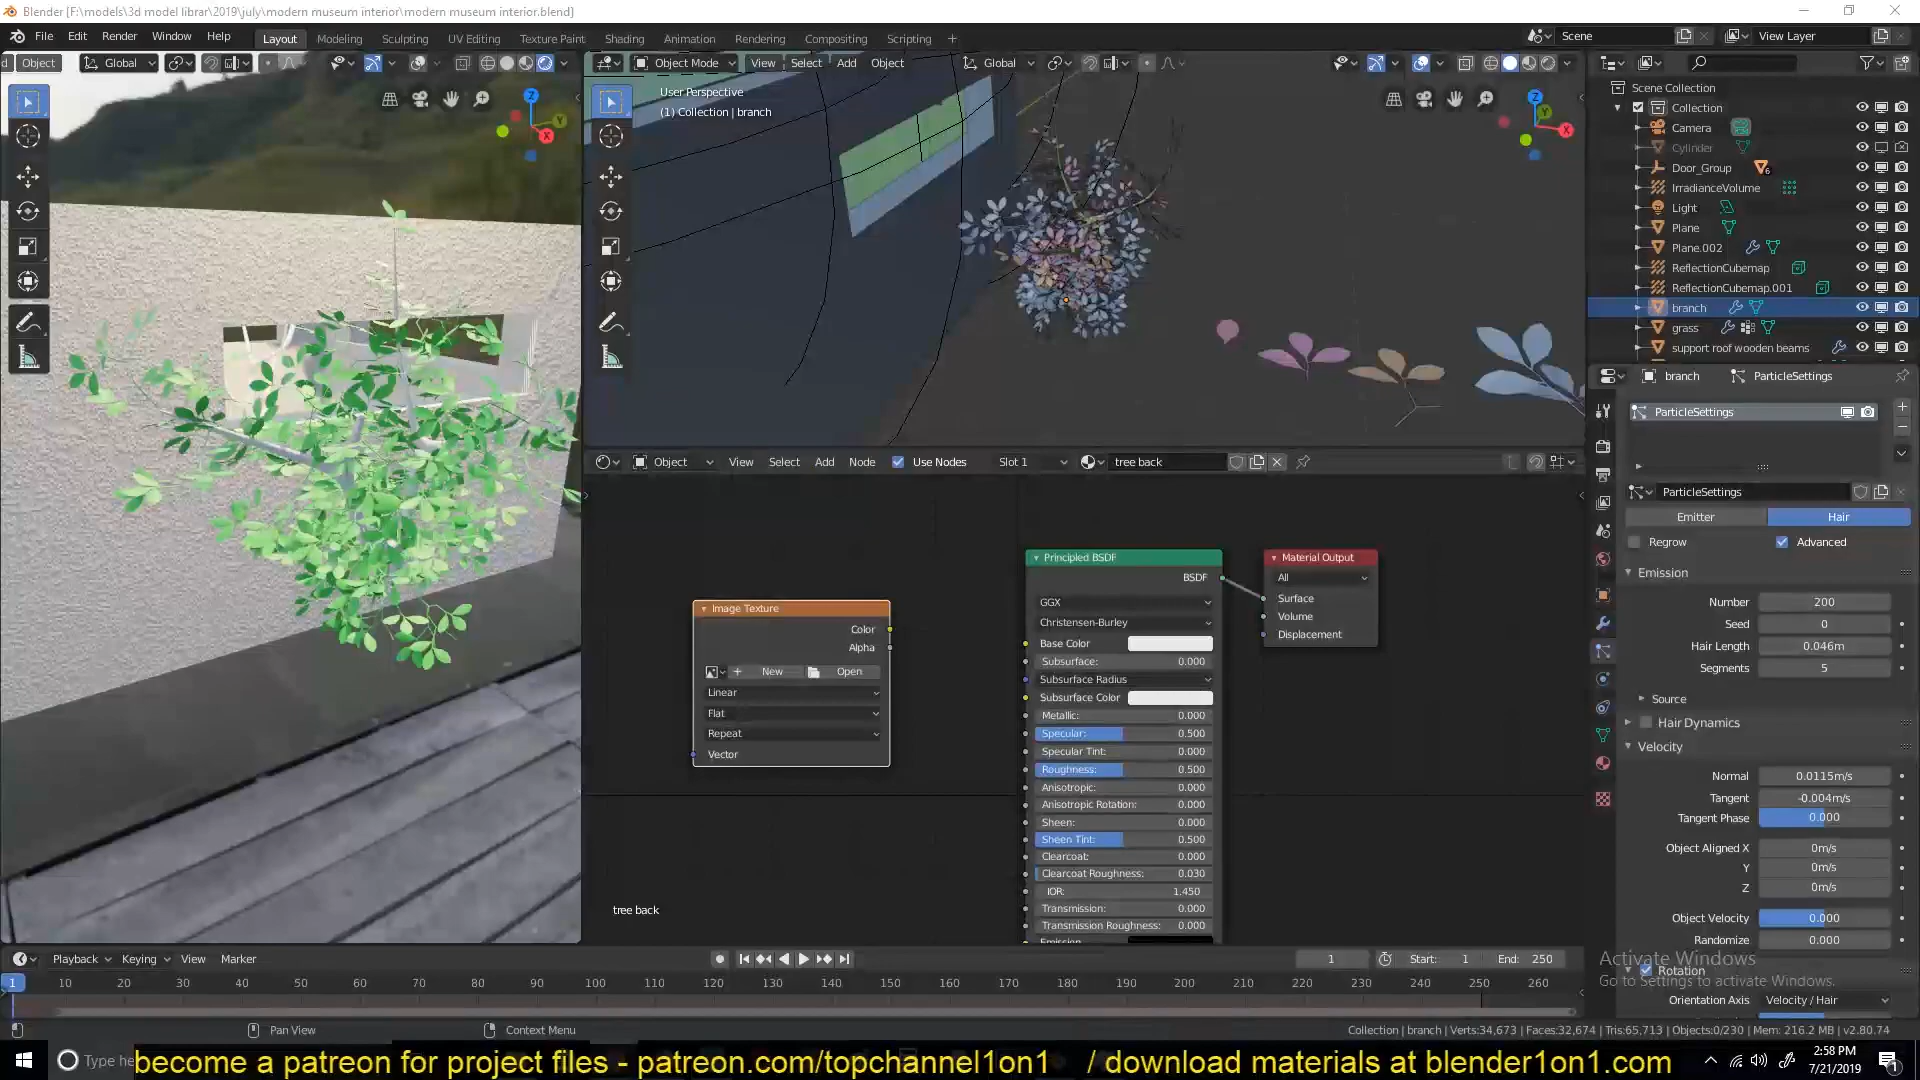 Blender [F:\models\3d model librar\2019\july\modern museum interior\modern museum interior.blend]
File Edit Render Window Help Layout Modeling Sculpting UV Editing Texture Paint Shading Animation Rendering Compositing Scripting + Scene View Layer
Object Global
Object Mode View Select Add Object Global
User Perspective
(1) Collection | branch
Scene Collection
Collection
Camera
Cylinder
Door_Group 6
IrradianceVolume
Light
Plane
Plane.002
ReflectionCubemap
ReflectionCubemap.001
branch
grass
support roof wooden beams
branch ParticleSettings
ParticleSettings
ParticleSettings
Emitter Hair
Regrow Advanced
Emission
Number 200
Seed 0
Hair Length 0.046m
Segments 5
Source
Hair Dynamics
Velocity
Normal 0.0115m/s
Tangent -0.004m/s
Tangent Phase 0.000
Object Aligned X 0m/s
Y 0m/s
Z 0m/s
Object Velocity 0.000
Randomize 0.000
Activate Windows
Rotation
Go to Settings to activate Windows.
Orientation Axis Velocity / Hair
Object View Select Add Node Use Nodes Slot 1 tree back
Image Texture
Color
Alpha
New Open
Linear
Flat
Repeat
Vector
Principled BSDF
BSDF
GGX
Christensen-Burley
Base Color
Subsurface: 0.000
Subsurface Radius
Subsurface Color
Metallic: 0.000
Specular: 0.500
Specular Tint: 0.000
Roughness: 0.500
Anisotropic: 0.000
Anisotropic Rotation: 0.000
Sheen: 0.000
Sheen Tint: 0.500
Clearcoat: 0.000
Clearcoat Roughness: 0.030
IOR: 1.450
Transmission: 0.000
Transmission Roughness: 0.000
Emission
Material Output
All
Surface
Volume
Displacement
tree back
Playback Keying View Marker 1 Start: 1 End: 250
1 10 20 30 40 50 60 70 80 90 100 110 120 130 140 150 160 170 180 190 200 210 220 230 240 250 260
Pan View Context Menu Collection | branch | Verts:34,673 | Faces:32,674 | Tris:65,713 | Objects:0/230 | Mem: 216.2 MB | v2.80.74
Type he
become a patreon for project files - patreon.com/topchannel1on1 / download materials at blender1on1.com
2:58 PM
7/21/2019
1